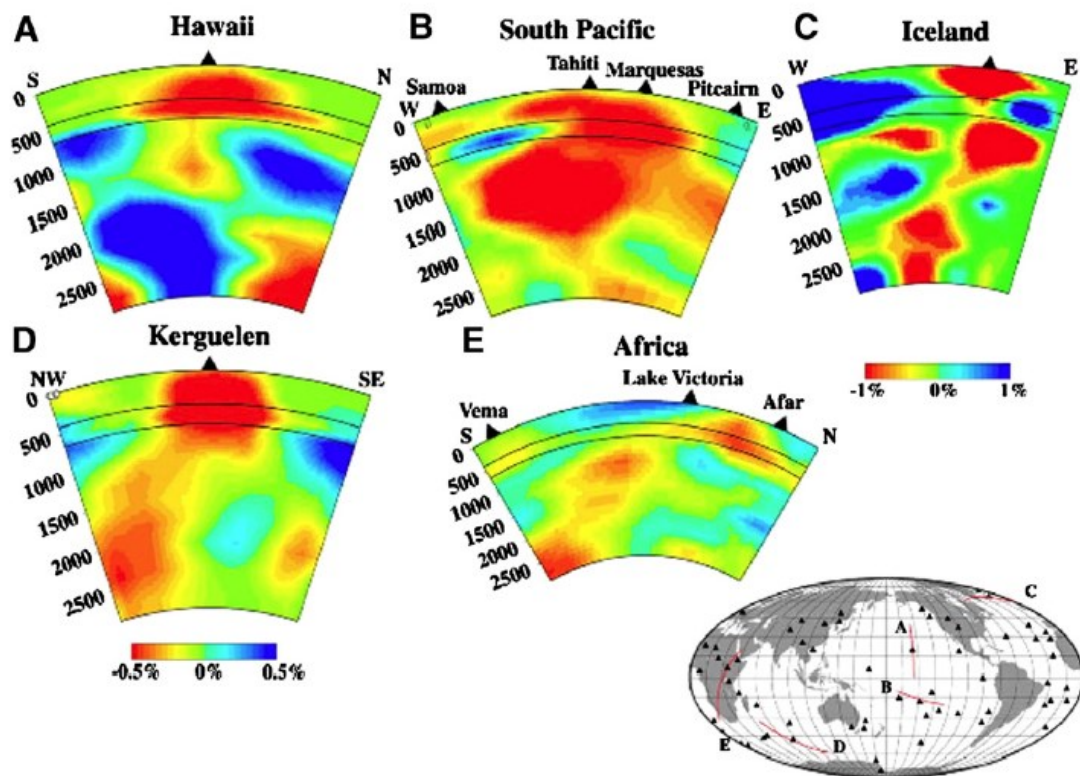 A
Hawaii
S
N
0
500
1000
1500
2000
2500
B
South Pacific
Tahiti
Marquesas
Samoa
Pitcairn
W
E
0
500
1000
1500
2000
2500
C
Iceland
W
E
0
500
1000
1500
2000
2500
D
Kerguelen
NW
SE
0
500
1000
1500
2000
2500
-0.5% 0% 0.5%
E
Africa
Lake Victoria
Vema
Afar
S
N
0
500
1000
1500
2000
2500
-1% 0% 1%
C
A
B
E
D